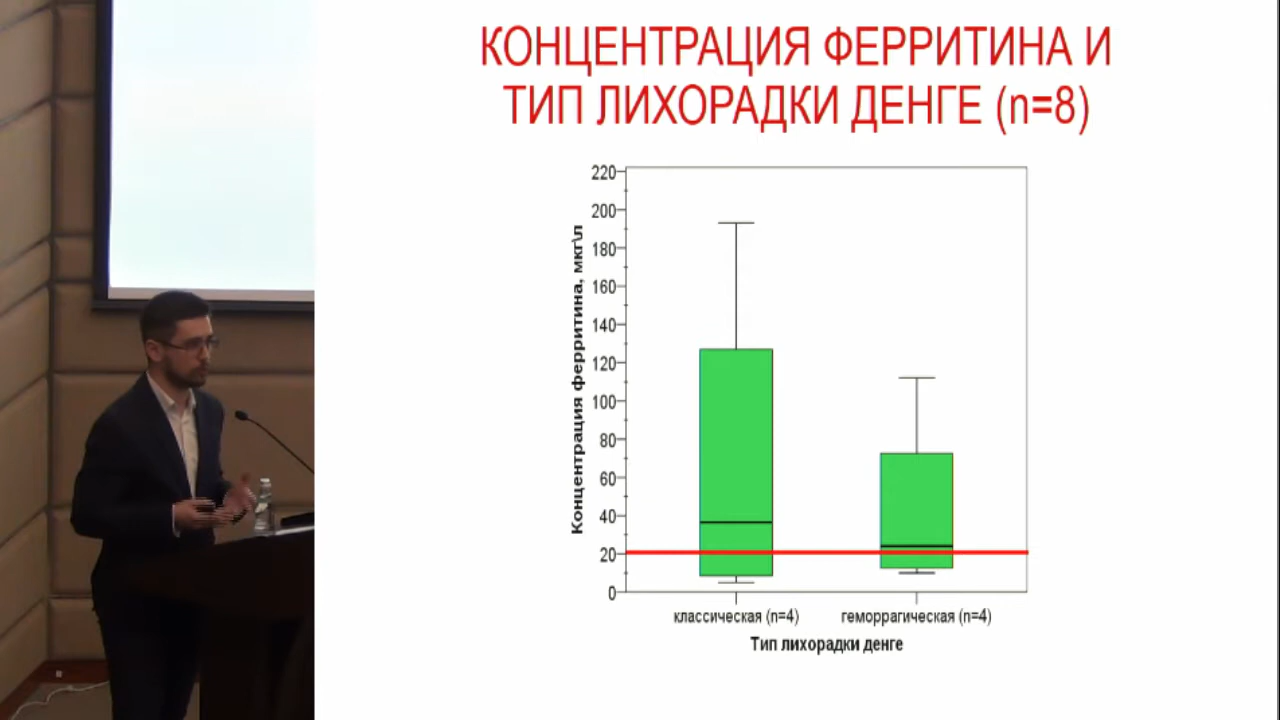 КОНЦЕНТРАЦИЯ ФЕРРИТИНА И
ТИП ЛИХОРАДКИ ДЕНГЕ (n=8)
Концентрация ферритина, мкг\л
220
200
180
160
140
120
100
80
60
40
20
0
классическая (n=4) геморрагическая (n=4)
Тип лихорадки денге